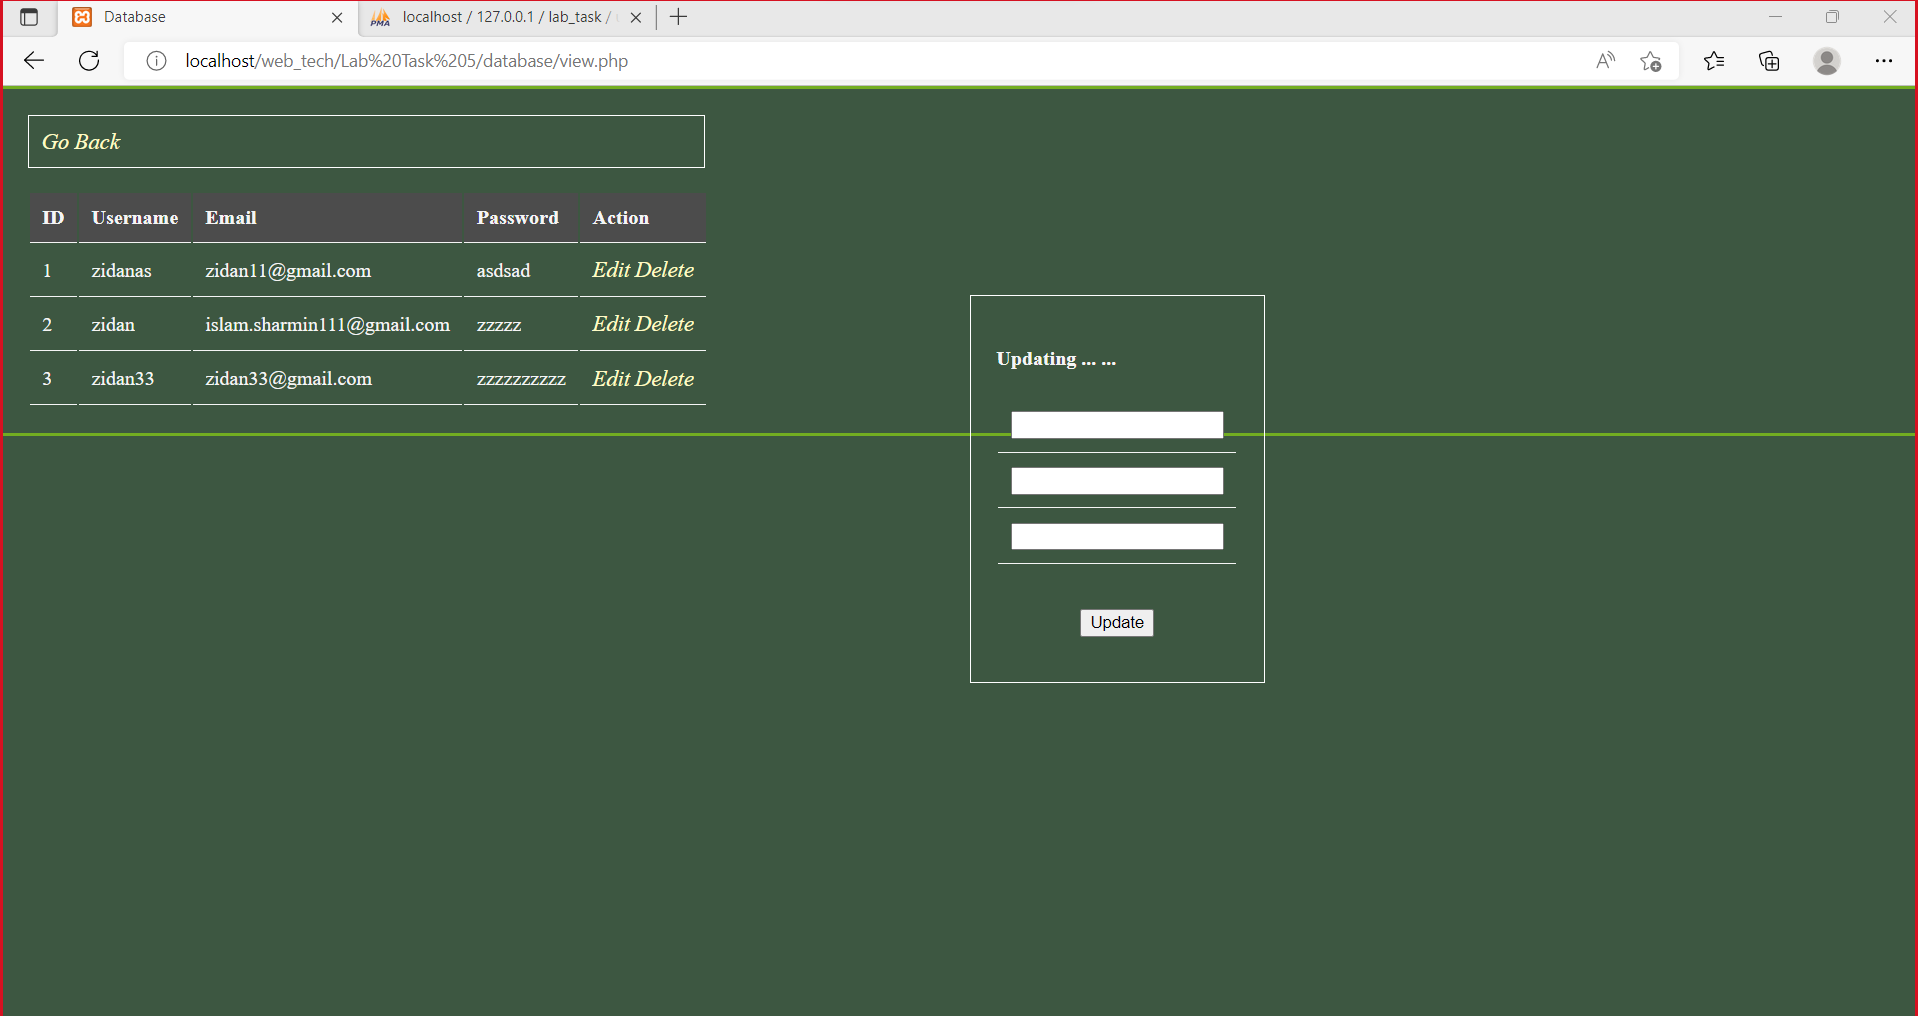 Database
localhost / 127.0.0.1 / lab_task /
localhost/web_tech/Lab%20Task%205/database/view.php
Go Back
ID Username Email Password Action
1 zidanas zidan11@gmail.com asdsad Edit Delete
2 zidan islam.sharmin111@gmail.com zzzzz Edit Delete
3 zidan33 zidan33@gmail.com zzzzzzzzzz Edit Delete
Updating ... ...
Update